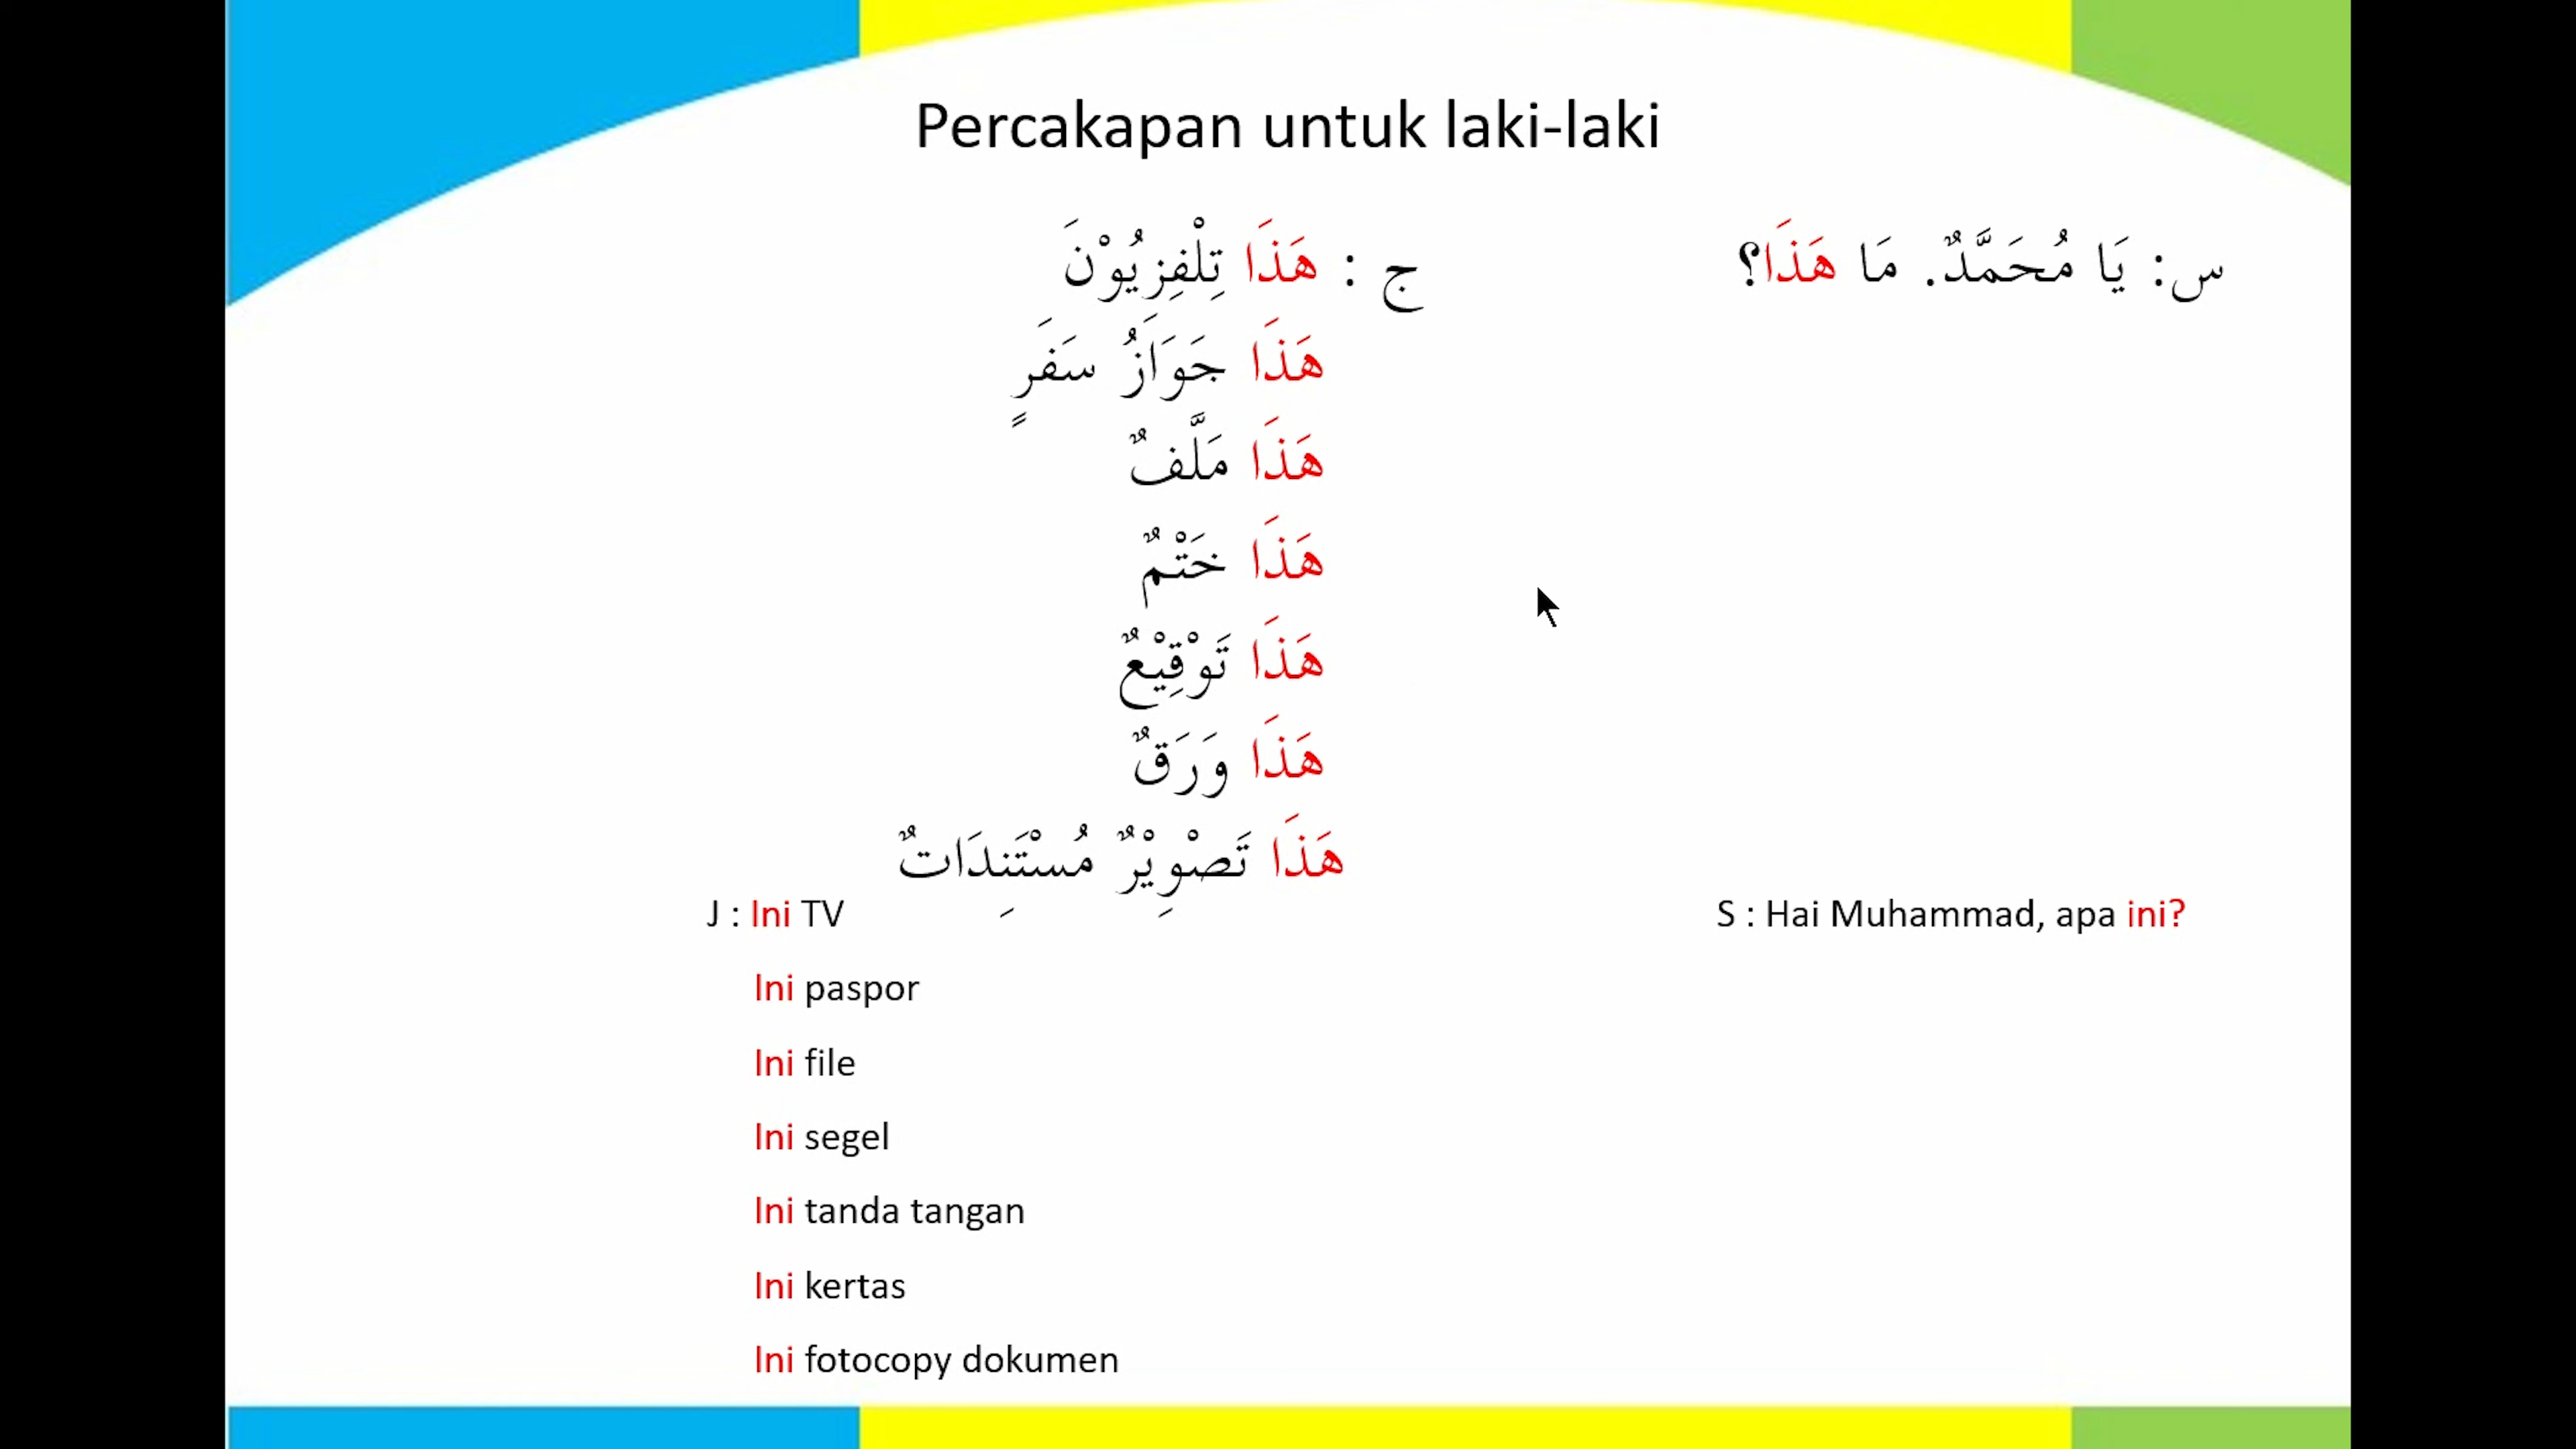 Percakapan untuk laki-laki
س: يَا مُحَمَّدٌ. مَا هَذَا؟
ج : هَذَا تِلْفِزِيُوْنَ
هَذَا جَوَازَُ سَفَرٍ
هَذَا مَلَّفٌ
هَذَا خَتْمٌ
هَذَا تَوْقِيْعٌ
هَذَا وَرَقٌ
هَذَا تَصْوِيْرٌ مُسْتَنِدَاتٌ
S : Hai Muhammad, apa ini?
J : Ini TV
Ini paspor
Ini file
Ini segel
Ini tanda tangan
Ini kertas
Ini fotocopy dokumen